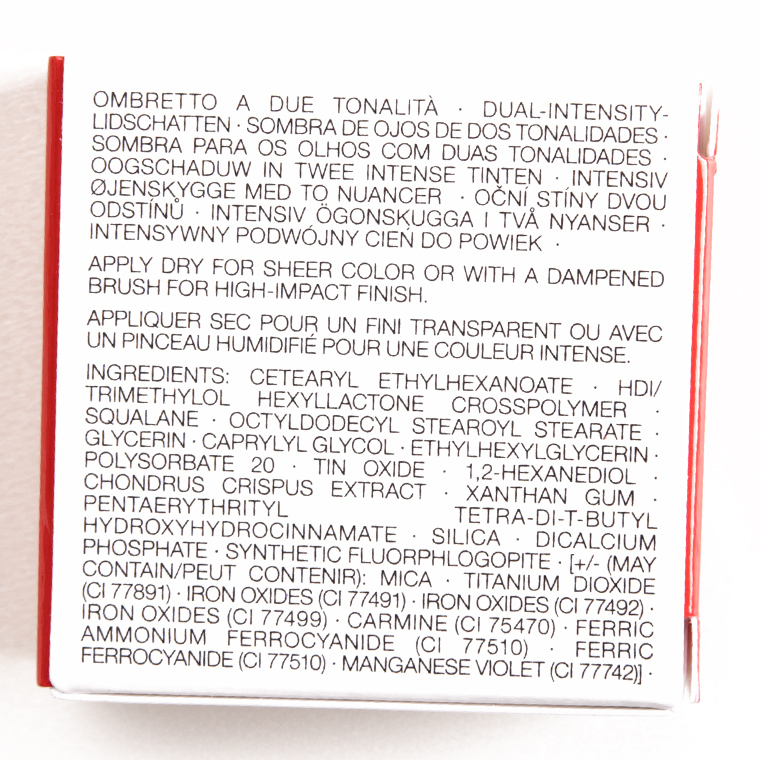 OMBRETTO A DUE TONALITÀ · DUAL-INTENSITY-
LIDSCHATTEN · SOMBRA DE OJOS DE DOS TONALIDADES ·
SOMBRA PARA OS OLHOS COM DUAS TONALIDADES ·
OOGSCHADUW IN TWEE INTENSE TINTEN · INTENSIV
ØJENSKYGGE MED TO NUANCER · OČNÍ STÍNY DVOU
ODSTÍNŮ · INTENSIV ÖGONSKUGGA I TVÅ NYANSER ·
INTENSYWNY PODWÓJNY CIEŃ DO POWIEK ·
APPLY DRY FOR SHEER COLOR OR WITH A DAMPENED
BRUSH FOR HIGH-IMPACT FINISH.
APPLIQUER SEC POUR UN FINI TRANSPARENT OU AVEC
UN PINCEAU HUMIDIFIÉ POUR UNE COULEUR INTENSE.
INGREDIENTS: CETEARYL ETHYLHEXANOATE · HDI/
TRIMETHYLOL HEXYLLACTONE CROSSPOLYMER ·
SQUALANE · OCTYLDODECYL STEAROYL STEARATE ·
GLYCERIN · CAPRYLYL GLYCOL · ETHYLHEXYLGLYCERIN ·
POLYSORBATE 20 · TIN OXIDE · 1,2-HEXANEDIOL ·
CHONDRUS CRISPUS EXTRACT · XANTHAN GUM ·
PENTAERYTHRITYL TETRA-DI-T-BUTYL
HYDROXYHYDROCINNAMATE · SILICA · DICALCIUM
PHOSPHATE · SYNTHETIC FLUORPHLOGOPITE · [+/- (MAY
CONTAIN/PEUT CONTENIR): MICA · TITANIUM DIOXIDE
(CI 77891) · IRON OXIDES (CI 77491) · IRON OXIDES (CI 77492) ·
IRON OXIDES (CI 77499) · CARMINE (CI 75470) · FERRIC
AMMONIUM FERROCYANIDE (CI 77510) · FERRIC
FERROCYANIDE (CI 77510) · MANGANESE VIOLET (CI 77742)] ·